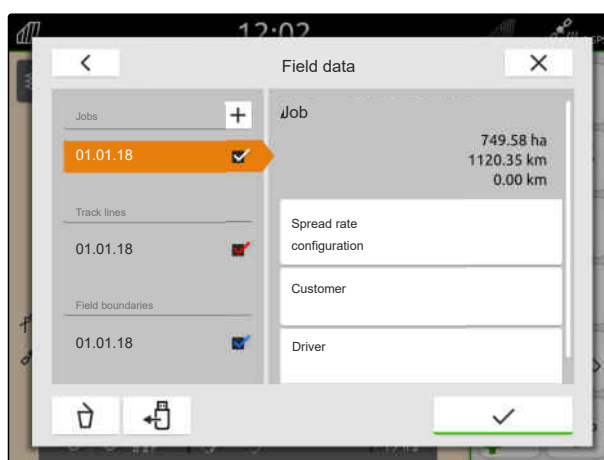 12:02
Field data
Jobs
+
01.01.18
Track lines
01.01.18
Field boundaries
01.01.18
Job
749.58 ha
1120.35 km
0.00 km
Spread rate
configuration
Customer
Driver